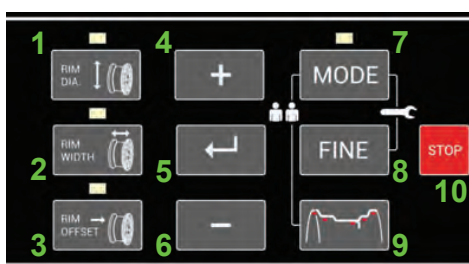 1
RIM
DIA.
2
RIM
WIDTH
3
RIM
OFFSET
4
+
5
6
−
7
MODE
8
FINE
9
STOP
10